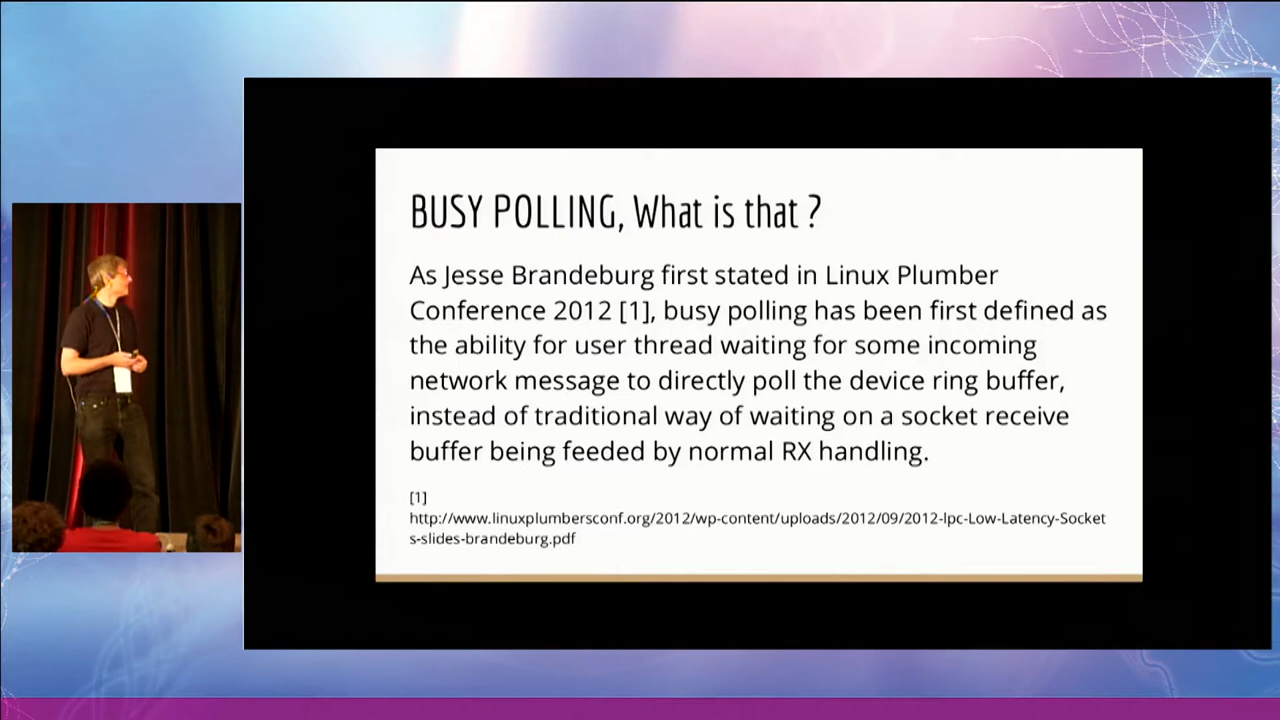 BUSY POLLING, What is that ?
As Jesse Brandeburg first stated in Linux Plumber
Conference 2012 [1], busy polling has been first defined as
the ability for user thread waiting for some incoming
network message to directly poll the device ring buffer,
instead of traditional way of waiting on a socket receive
buffer being feeded by normal RX handling.
[1]
http://www.linuxplumbersconf.org/2012/wp-content/uploads/2012/09/2012-lpc-Low-Latency-Socket
s-slides-brandeburg.pdf